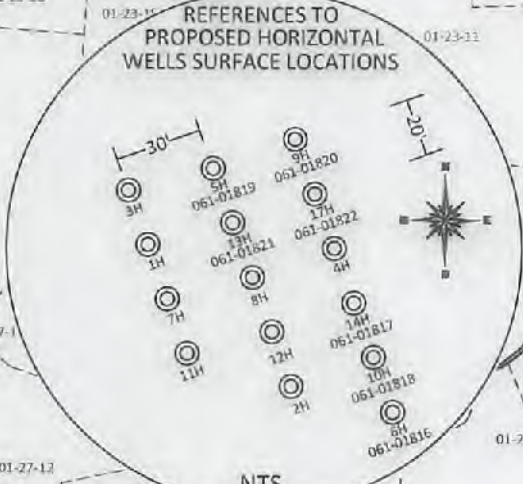 01-23-15
REFERENCES TO
PROPOSED HORIZONTAL
WELLS SURFACE LOCATIONS
01-23-11
30'
20'
9H
061-01820
5H
061-01819
3H
17H
061-01822
13H
061-01821
1H
4H
8H
7H
14H
061-01817
12H
11H
10H
061-01818
2H
6H
061-01816
01-27-12
NTS